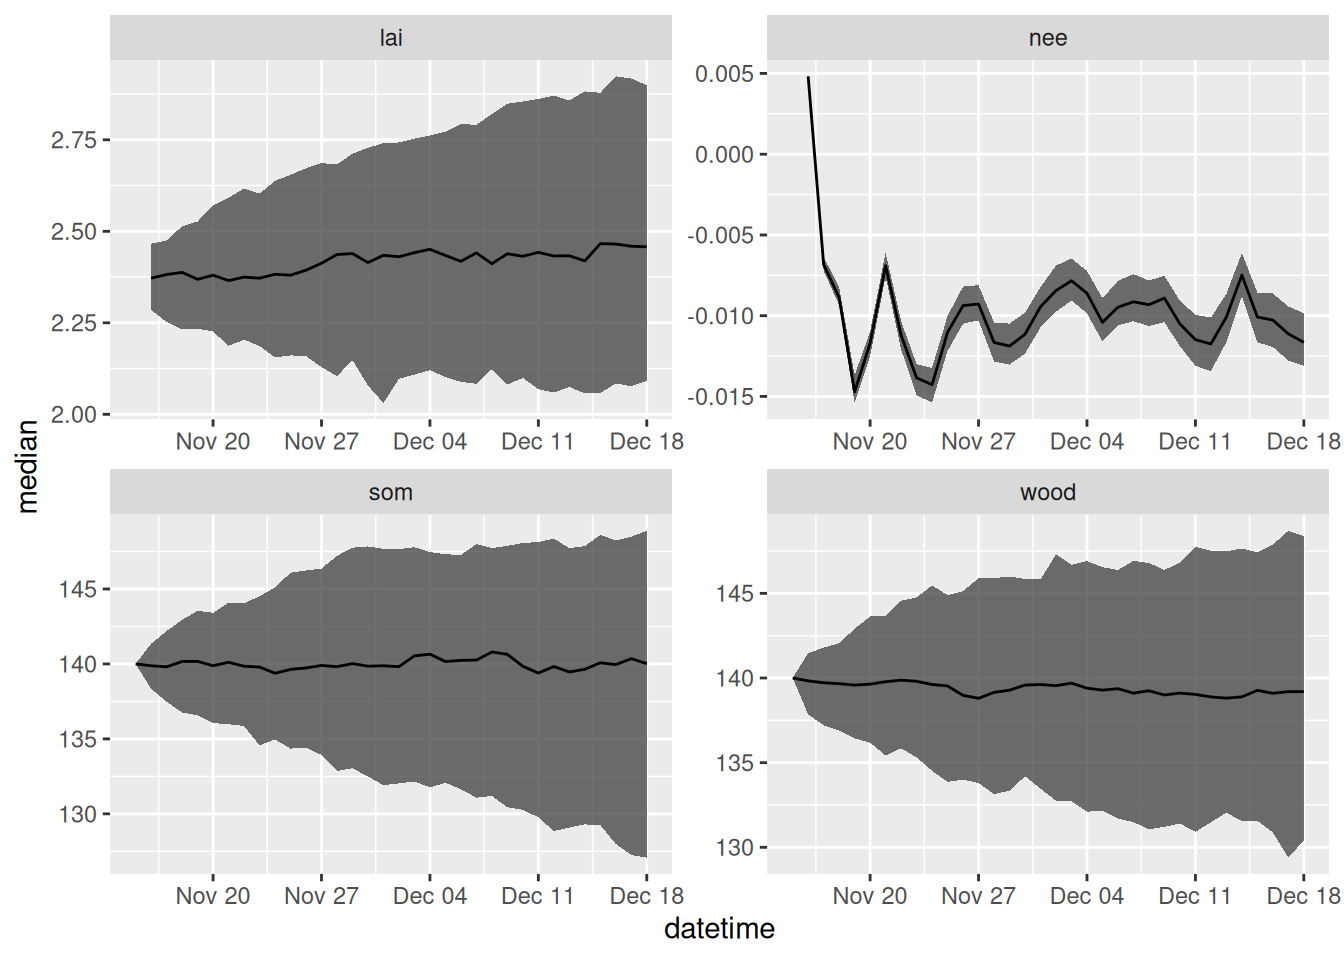 lai
nee
2.75
2.50
2.25
2.00
0.005
0.000
-0.005
-0.010
-0.015
Nov 20 Nov 27 Dec 04 Dec 11 Dec 18
Nov 20 Nov 27 Dec 04 Dec 11 Dec 18
median
som
wood
145
140
135
130
145
140
135
130
Nov 20 Nov 27 Dec 04 Dec 11 Dec 18
Nov 20 Nov 27 Dec 04 Dec 11 Dec 18
datetime